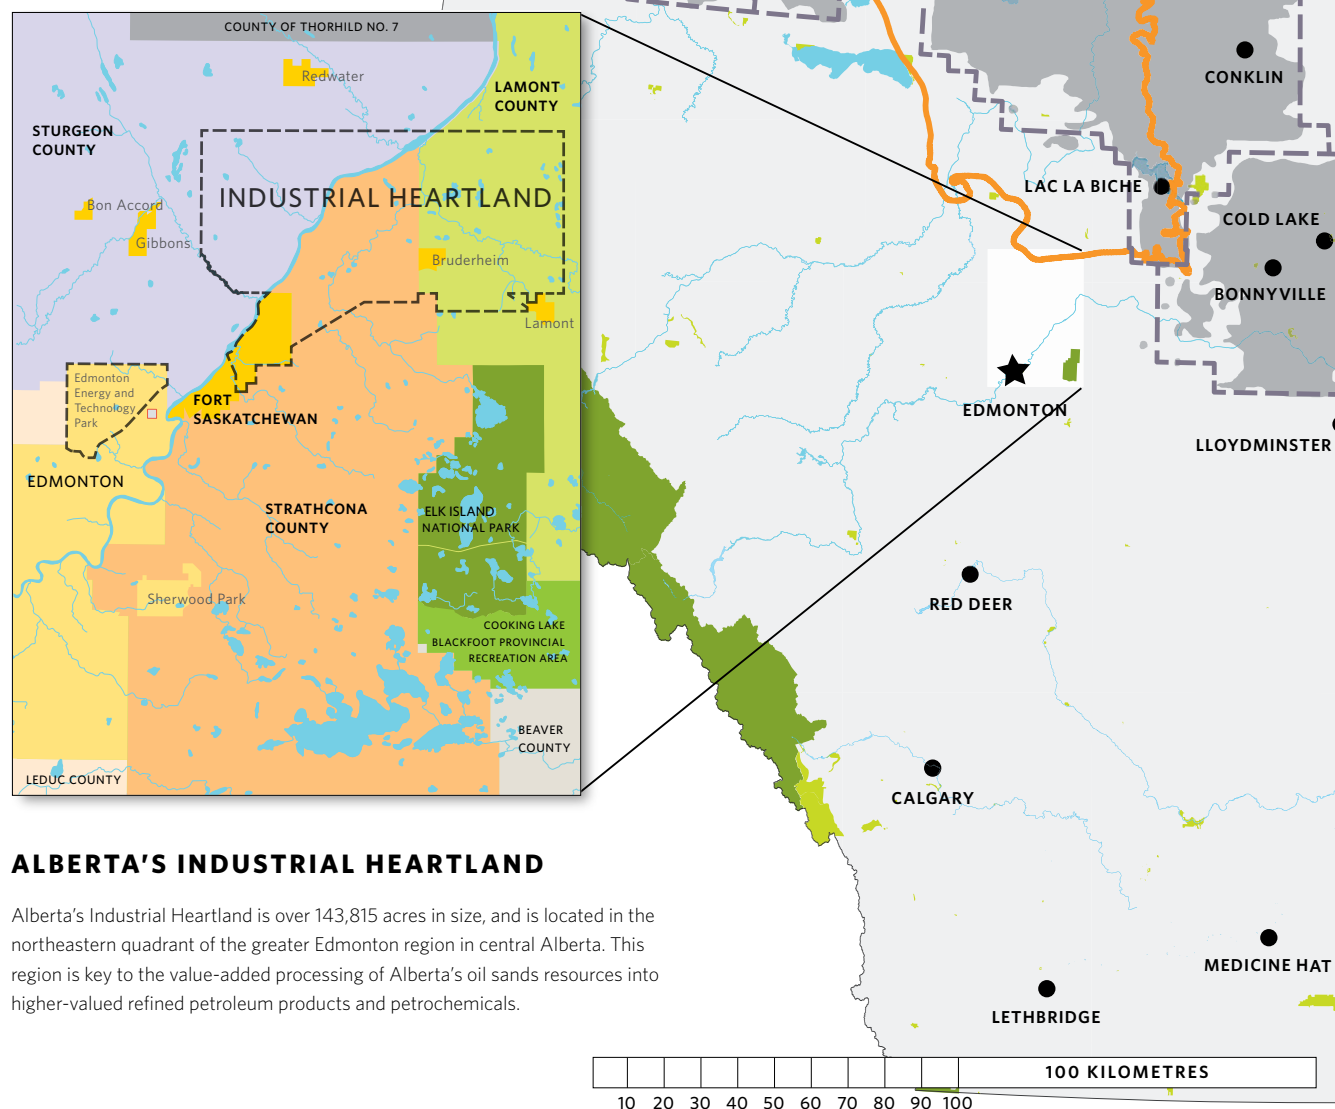 COUNTY OF THORHILD NO. 7
Redwater
LAMONT
COUNTY
STURGEON
COUNTY
INDUSTRIAL HEARTLAND
Bon Accord
Gibbons
Bruderheim
Lamont
Edmonton
Energy and
Technology
Park
FORT
SASKATCHEWAN
EDMONTON
STRATHCONA
COUNTY
ELK ISLAND
NATIONAL PARK
Sherwood Park
COOKING LAKE
BLACKFOOT PROVINCIAL
RECREATION AREA
BEAVER
COUNTY
LEDUC COUNTY
CONKLIN
LAC LA BICHE
COLD LAKE
BONNYVILLE
EDMONTON
LLOYDMINSTER
RED DEER
CALGARY
MEDICINE HAT
LETHBRIDGE
ALBERTA'S INDUSTRIAL HEARTLAND
Alberta's Industrial Heartland is over 143,815 acres in size, and is located in the
northeastern quadrant of the greater Edmonton region in central Alberta. This
region is key to the value-added processing of Alberta's oil sands resources into
higher-valued refined petroleum products and petrochemicals.
100 KILOMETRES
10 20 30 40 50 60 70 80 90 100